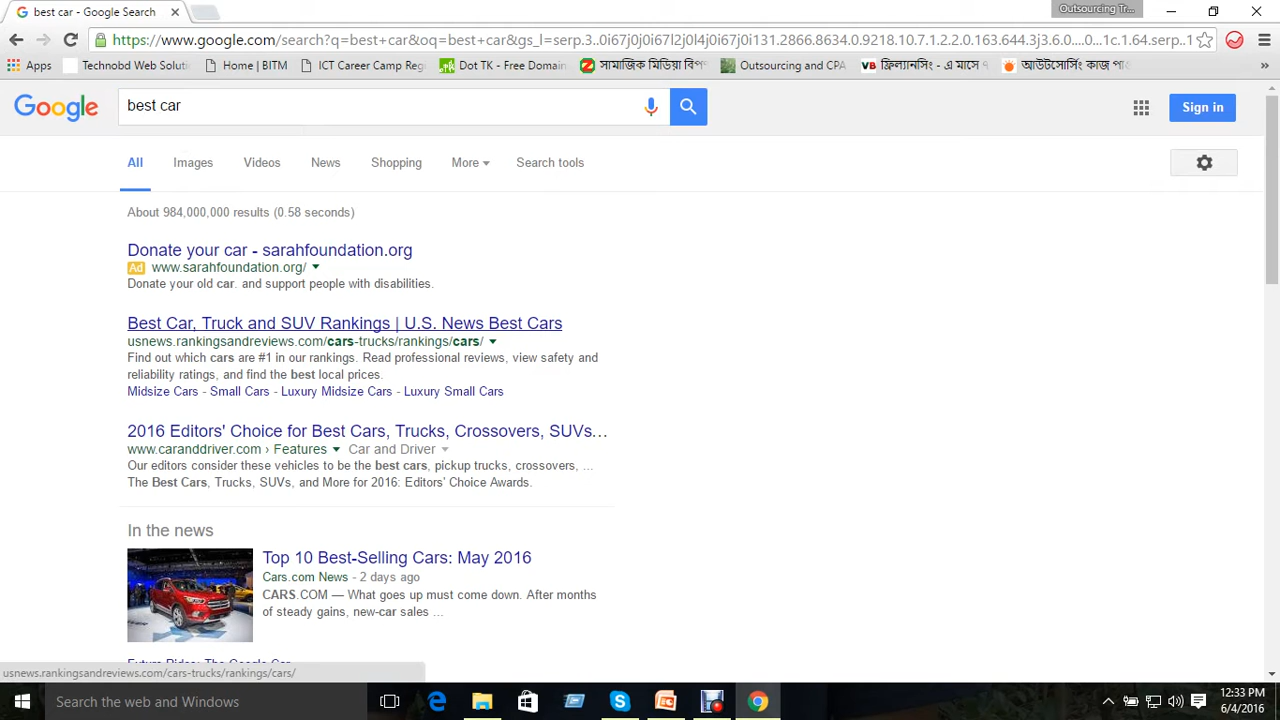 best car - Google Search
Outsourcing Tr...
https://www.google.com/search?q=best+car&oq=best+car&gs_l=serp.3..0i67j0j0i67l2j0l4j0i67j0i131.2866.8634.0.9218.10.7.1.2.2.0.163.644.3j3.6.0....0...1c.1.64.serp..1
Apps
Technobd Web Soluti
Home | BITM
ICT Career Camp Reg
Dot TK - Free Domain
সামাজিক মিডিয়া বিপ
Outsourcing and CPA
ফ্রিল্যান্সিং - এ মাসে ৭
আউটসোর্সিং কাজ পা
Google
best car
Sign in
All
Images
Videos
News
Shopping
More
Search tools
About 984,000,000 results (0.58 seconds)
Donate your car - sarahfoundation.org
Ad www.sarahfoundation.org/
Donate your old car. and support people with disabilities.
Best Car, Truck and SUV Rankings | U.S. News Best Cars
usnews.rankingsandreviews.com/cars-trucks/rankings/cars/
Find out which cars are #1 in our rankings. Read professional reviews, view safety and
reliability ratings, and find the best local prices.
Midsize Cars - Small Cars - Luxury Midsize Cars - Luxury Small Cars
2016 Editors' Choice for Best Cars, Trucks, Crossovers, SUVs...
www.caranddriver.com › Features Car and Driver
Our editors consider these vehicles to be the best cars, pickup trucks, crossovers, ...
The Best Cars, Trucks, SUVs, and More for 2016: Editors' Choice Awards.
In the news
Top 10 Best-Selling Cars: May 2016
Cars.com News - 2 days ago
CARS.COM — What goes up must come down. After months
of steady gains, new-car sales ...
Future Rides: The Google Car
usnews.rankingsandreviews.com/cars-trucks/rankings/cars/
Search the web and Windows
12:33 PM
6/4/2016